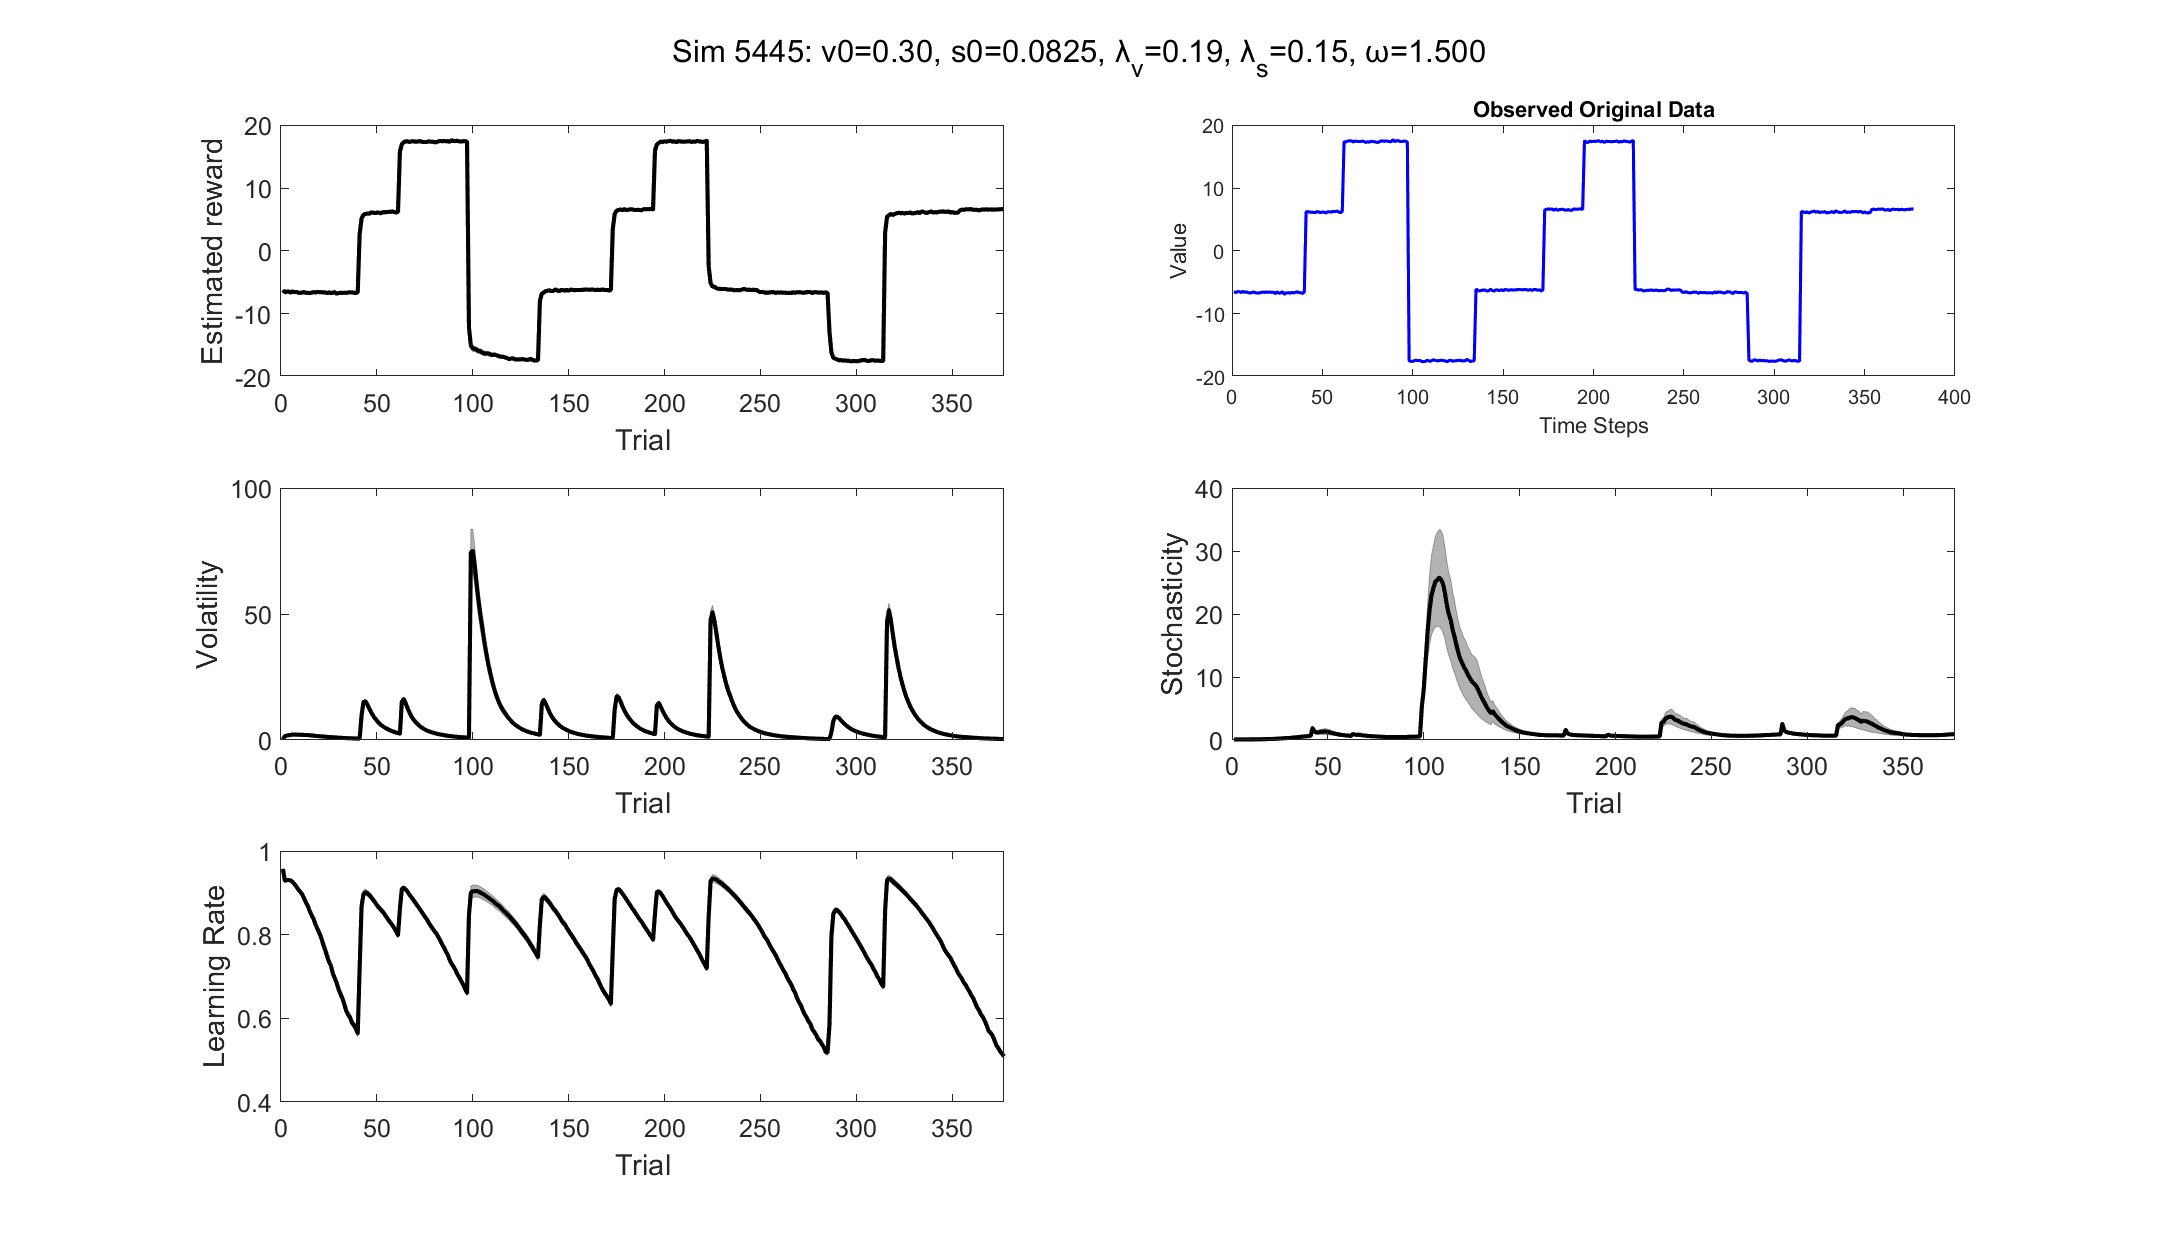 Sim 5445: v0=0.30, s0=0.0825, λ_v=0.19, λ_s=0.15, ω=1.500
Estimated reward
20
10
0
-10
-20
0 50 100 150 200 250 300 350
Trial
Observed Original Data
Value
20
10
0
-10
-20
0 50 100 150 200 250 300 350 400
Time Steps
Volatility
100
50
0
0 50 100 150 200 250 300 350
Trial
Stochasticity
40
30
20
10
0
0 50 100 150 200 250 300 350
Trial
Learning Rate
1
0.8
0.6
0.4
0 50 100 150 200 250 300 350
Trial